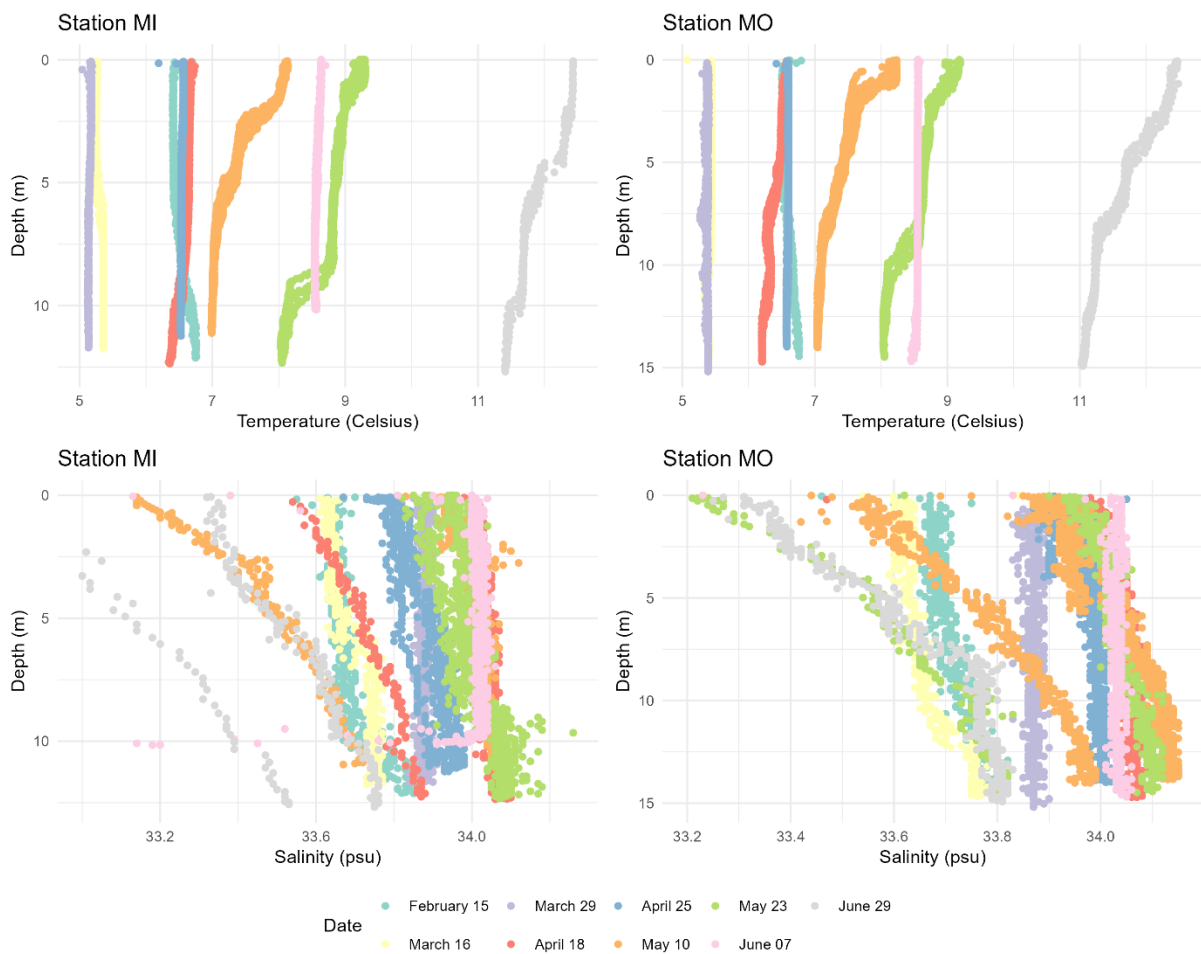 Station MI
Station MO
0
5
10
Depth (m)
5
7
9
11
Temperature (Celsius)
0
5
10
15
Depth (m)
5
7
9
11
Temperature (Celsius)
Station MI
Station MO
0
5
10
Depth (m)
33.2
33.6
34.0
Salinity (psu)
0
5
10
15
Depth (m)
33.2
33.4
33.6
33.8
34.0
Salinity (psu)
Date
February 15
March 29
April 25
May 23
June 29
March 16
April 18
May 10
June 07